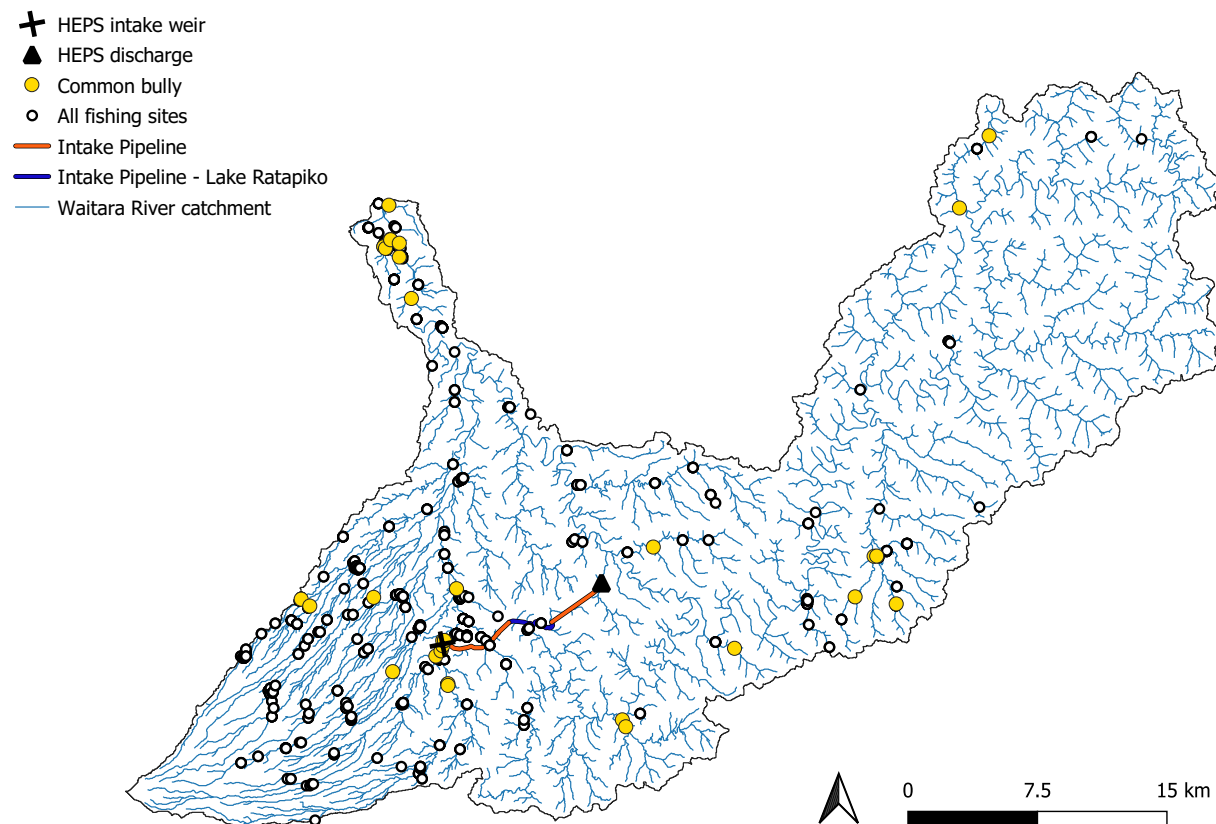 HEPS intake weir
HEPS discharge
Common bully
All fishing sites
Intake Pipeline
Intake Pipeline - Lake Ratapiko
Waitara River catchment
0 7.5 15 km